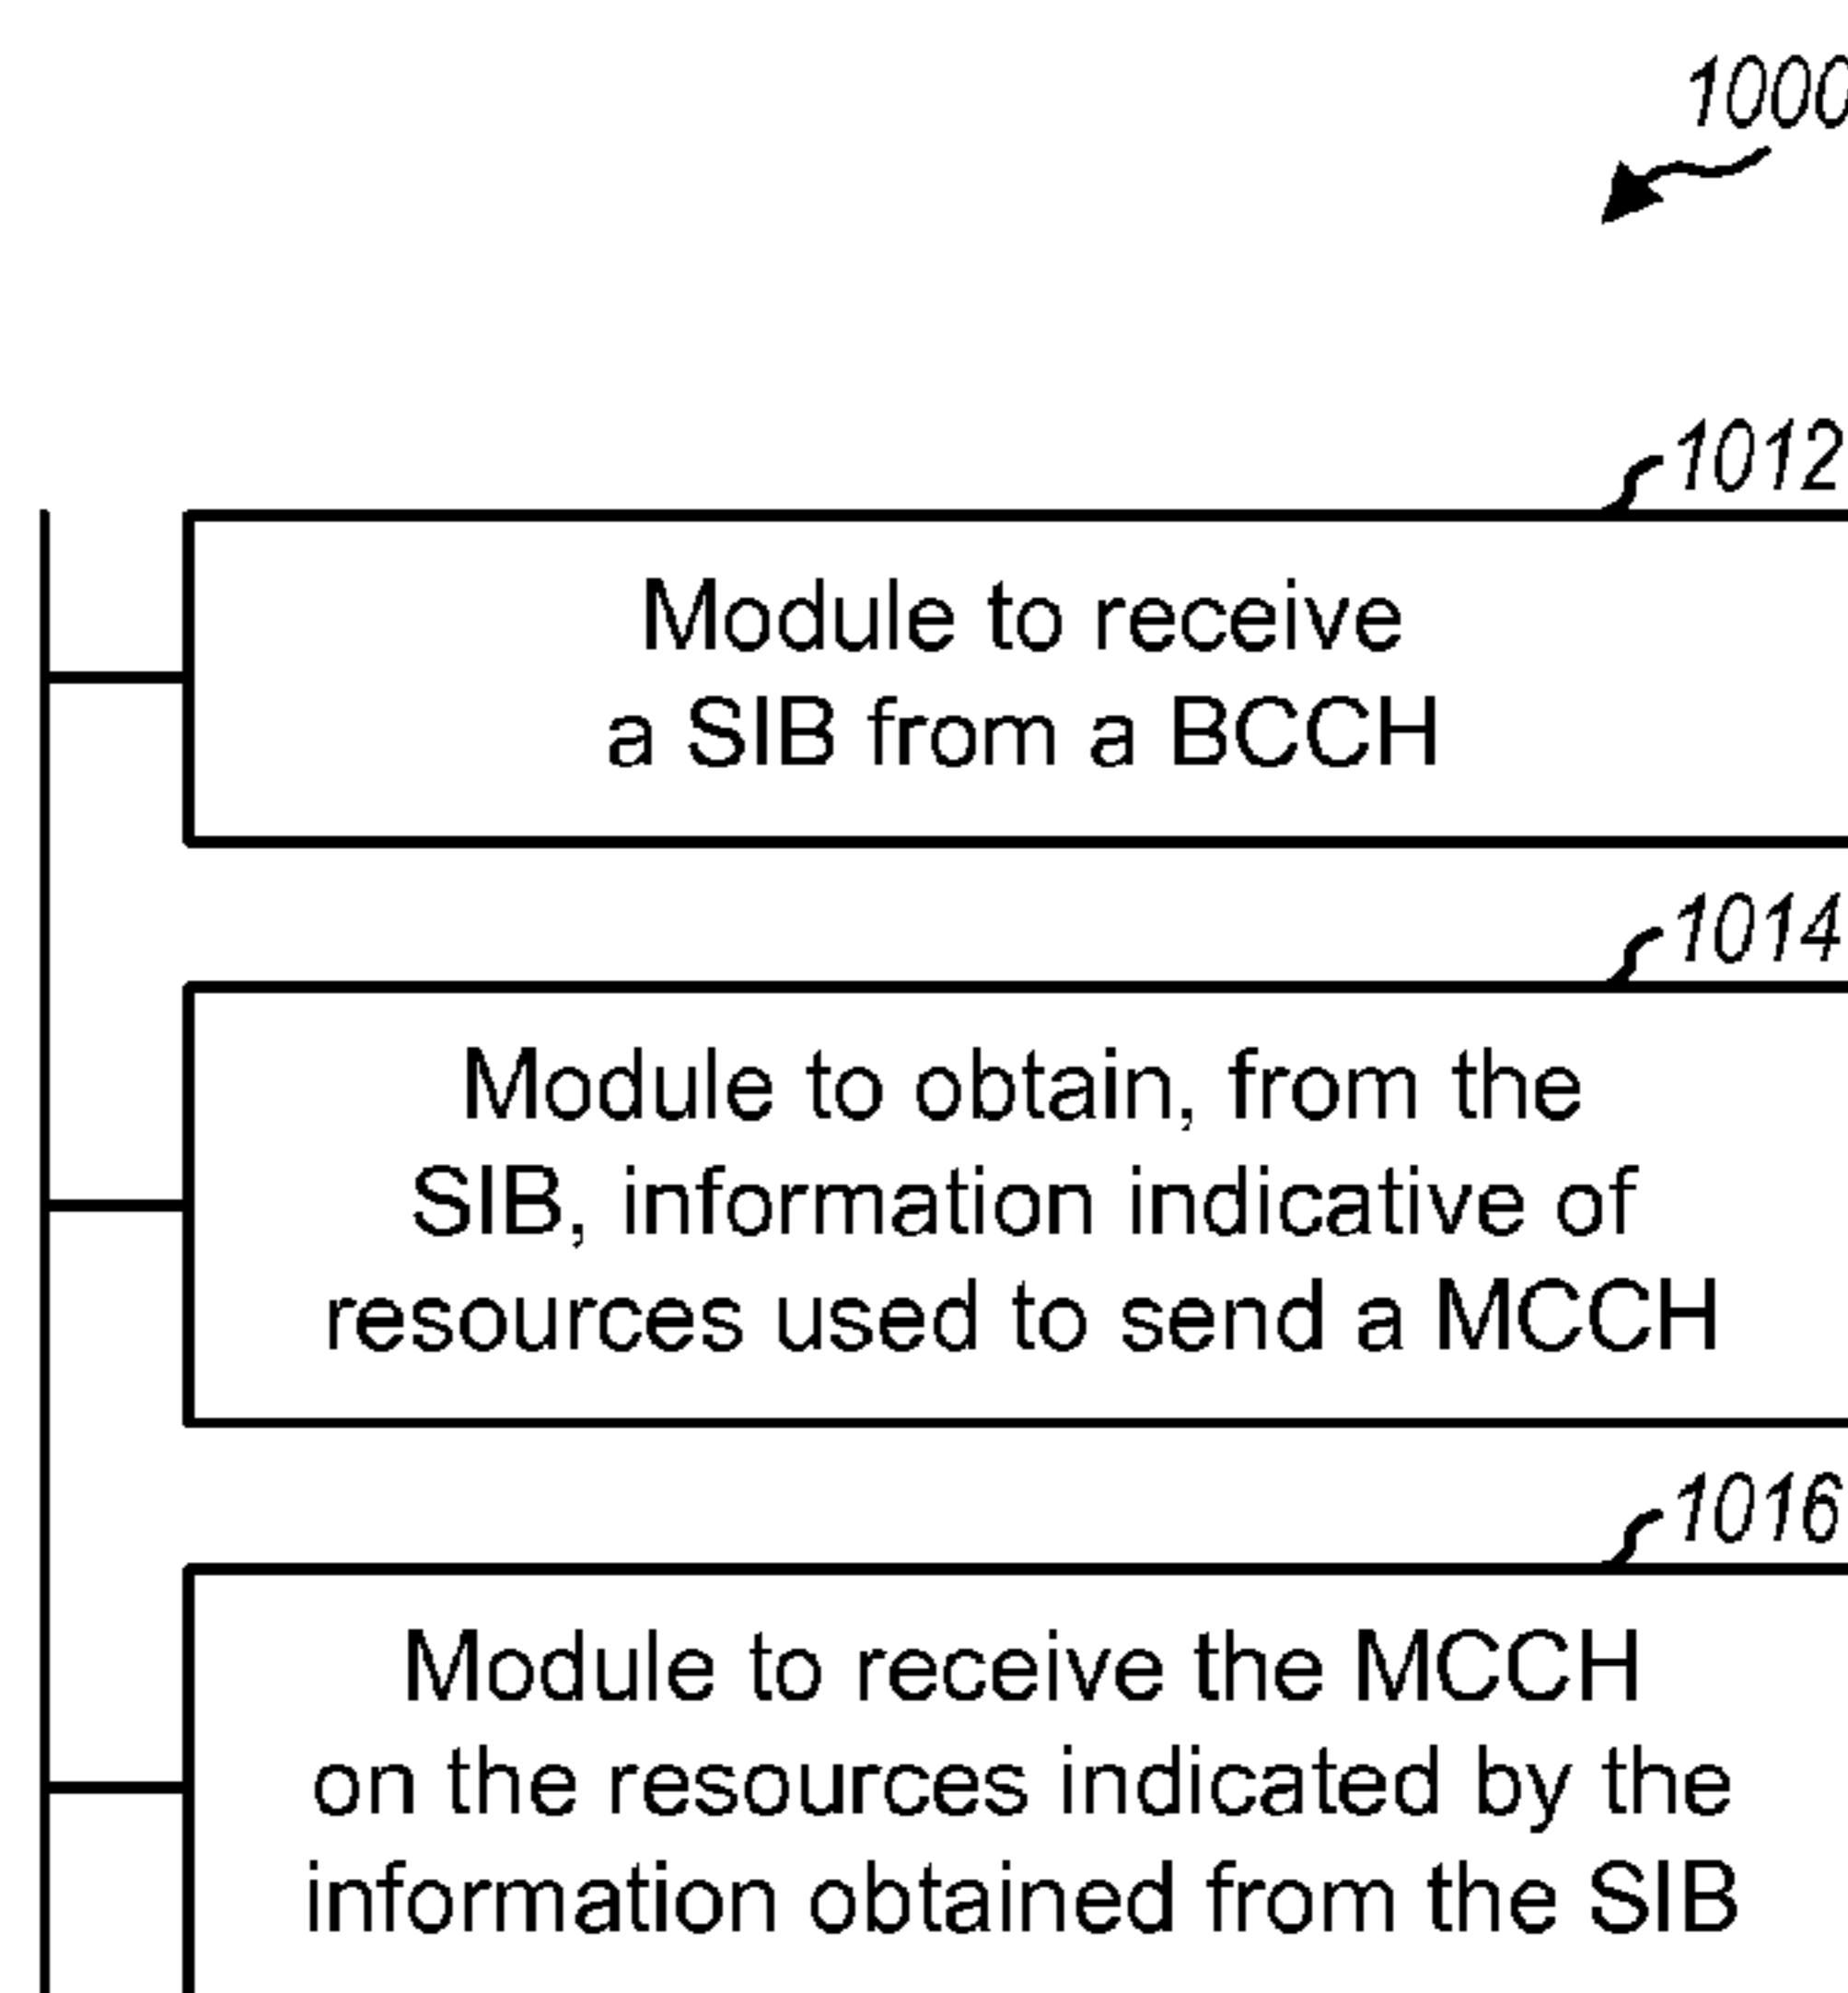 1000
1012
Module to receive
a SIB from a BCCH
1014
Module to obtain, from the
SIB, information indicative of
resources used to send a MCCH
1016
Module to receive the MCCH
on the resources indicated by the
information obtained from the SIB